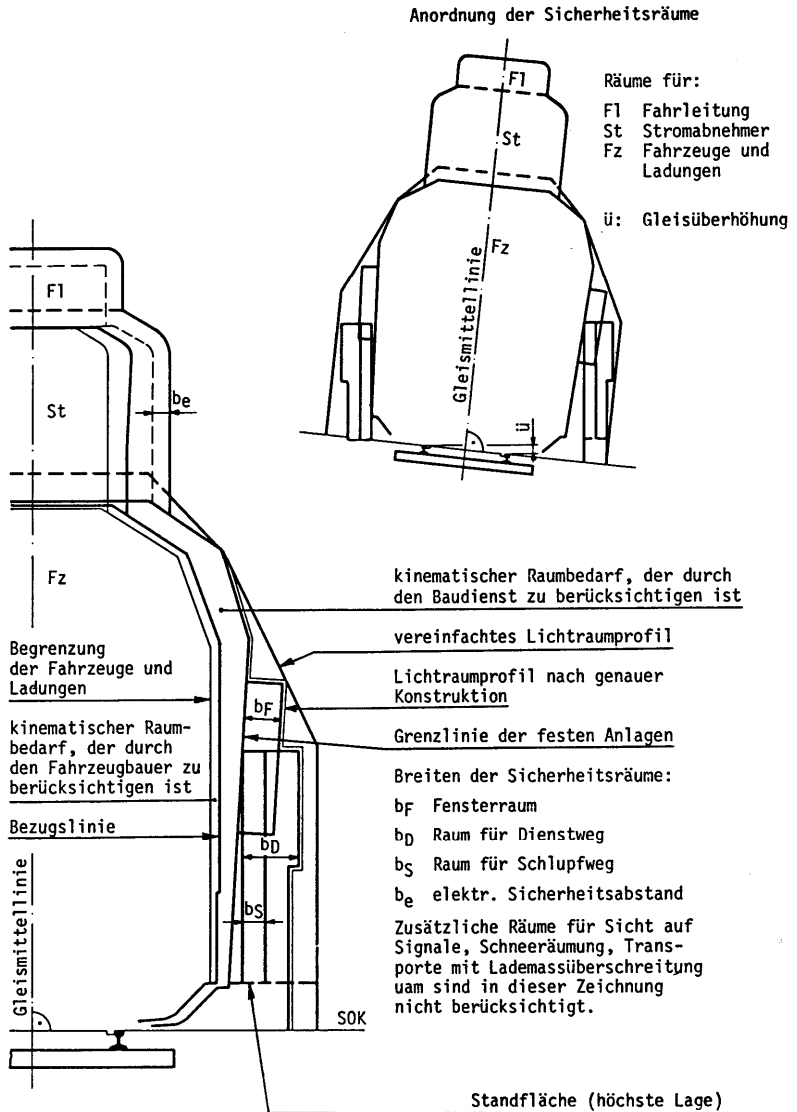 Anordnung der Sicherheitsräume
Fl
St
Fz
Gleismittellinie
ü
Räume für:
Fl Fahrleitung
St Stromabnehmer
Fz Fahrzeuge und
Ladungen
ü: Gleisüberhöhung
Fl
St
be
Fz
Begrenzung
der Fahrzeuge und
Ladungen
kinematischer Raum-
bedarf, der durch
den Fahrzeugbauer zu
berücksichtigen ist
Bezugslinie
Gleismittellinie
bF
bD
bS
SOK
kinematischer Raumbedarf, der durch
den Baudienst zu berücksichtigen ist
vereinfachtes Lichtraumprofil
Lichtraumprofil nach genauer
Konstruktion
Grenzlinie der festen Anlagen
Breiten der Sicherheitsräume:
bF Fensterraum
bD Raum für Dienstweg
bS Raum für Schlupfweg
be elektr. Sicherheitsabstand
Zusätzliche Räume für Sicht auf
Signale, Schneeräumung, Trans-
porte mit Lademassüberschreitung
uam sind in dieser Zeichnung
nicht berücksichtigt.
Standfläche (höchste Lage)